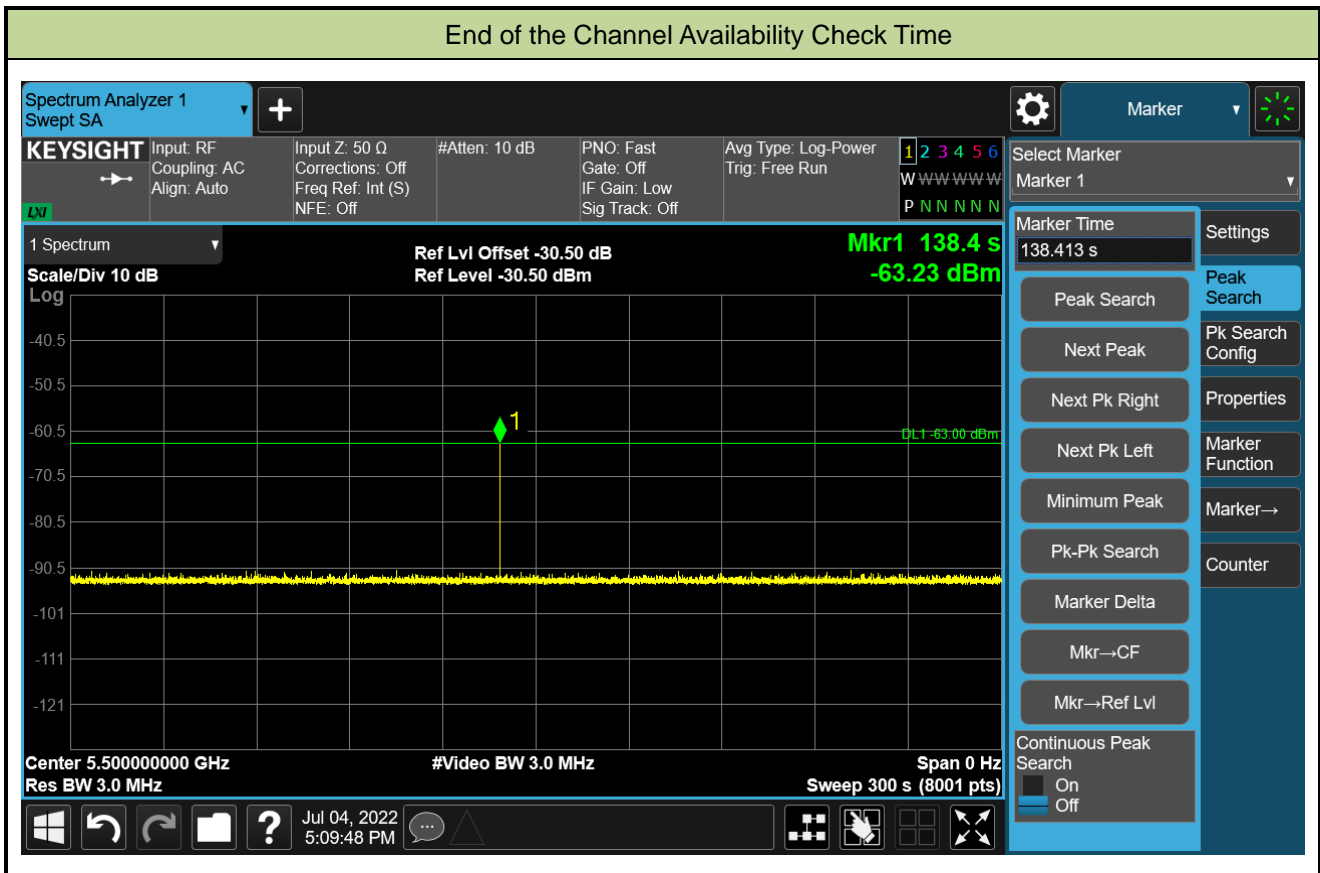 End of the Channel Availability Check Time
Spectrum Analyzer 1
Swept SA
Marker
KEYSIGHT
LXI
Input: RF
Coupling: AC
Align: Auto
Input Z: 50 Ω
Corrections: Off
Freq Ref: Int (S)
NFE: Off
#Atten: 10 dB
PNO: Fast
Gate: Off
IF Gain: Low
Sig Track: Off
Avg Type: Log-Power
Trig: Free Run
1 2 3 4 5 6
W W W W W W
P N N N N N
Select Marker
Marker 1
1 Spectrum
Scale/Div 10 dB
Log
Ref Lvl Offset -30.50 dB
Ref Level -30.50 dBm
Mkr1 138.4 s
-63.23 dBm
-40.5
-50.5
-60.5
-70.5
-80.5
-90.5
-101
-111
-121
1
DL1 -63.00 dBm
Center 5.500000000 GHz
Res BW 3.0 MHz
#Video BW 3.0 MHz
Span 0 Hz
Sweep 300 s (8001 pts)
Marker Time
138.413 s
Peak Search
Next Peak
Next Pk Right
Next Pk Left
Minimum Peak
Pk-Pk Search
Marker Delta
Mkr→CF
Mkr→Ref Lvl
Continuous Peak
Search
On
Off
Settings
Peak
Search
Pk Search
Config
Properties
Marker
Function
Marker→
Counter
?
Jul 04, 2022
5:09:48 PM